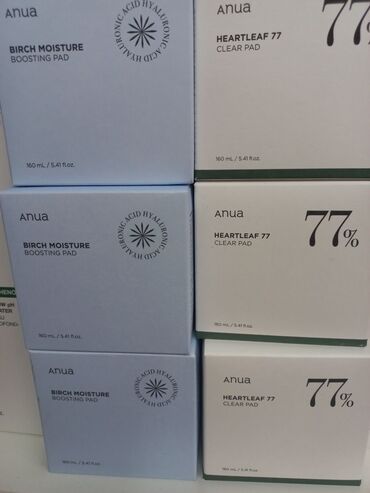 Anua
BIRCH MOISTURE
BOOSTING PAD
HYALURONIC ACID HYALURONIC ACID
160 mL / 5.41 fl.oz.
Anua
HEARTLEAF 77
CLEAR PAD
77%
160 mL / 5.41 fl.oz.
Anua
BIRCH MOISTURE
BOOSTING PAD
HYALURONIC ACID HYALURONIC ACID
160 mL / 5.41 fl.oz.
Anua
HEARTLEAF 77
CLEAR PAD
77%
160 mL / 5.41 fl.oz.
Anua
BIRCH MOISTURE
BOOSTING PAD
HYALURONIC ACID HYALURONIC ACID
160 mL / 5.41 fl.oz.
Anua
HEARTLEAF 77
CLEAR PAD
77%
160 mL / 5.41 fl.oz.